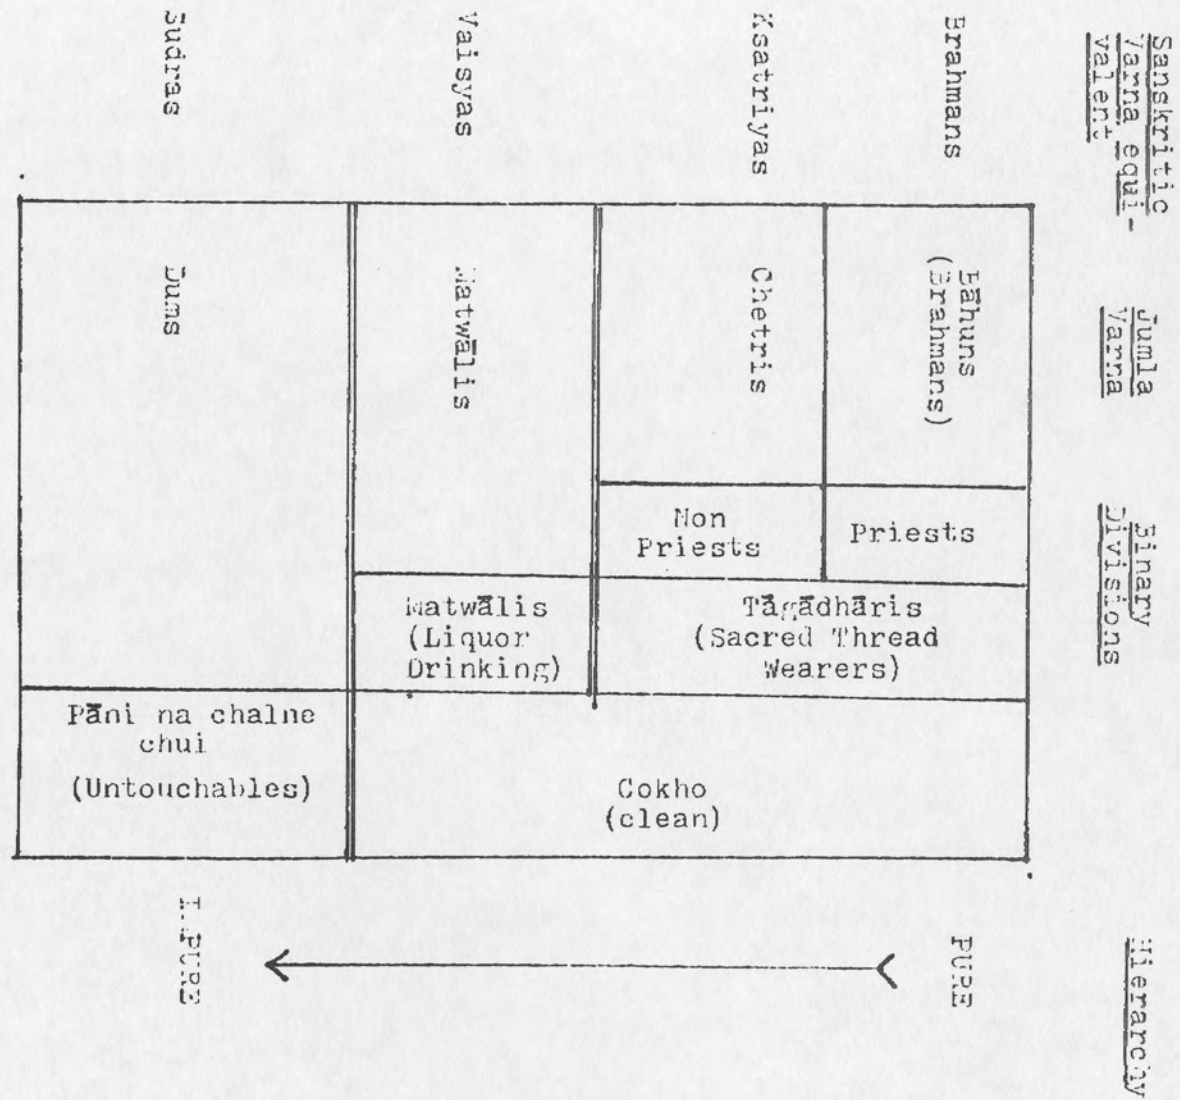 Sanskritic
Varna equi-
valent
Jumla
Varna
Binary
Divisions
Hierarchy
Brahmans
Bāhuns
(Brahmans)
Priests
PURE
Ksatriyas
Chetris
Non
Priests
Tāgādhāris
(Sacred Thread
Wearers)
Vaisyas
Matwālis
Matwālis
(Liquor
Drinking)
Cokho
(clean)
Sudras
Dums
Pāni na chalne
chui
(Untouchables)
IMPURE